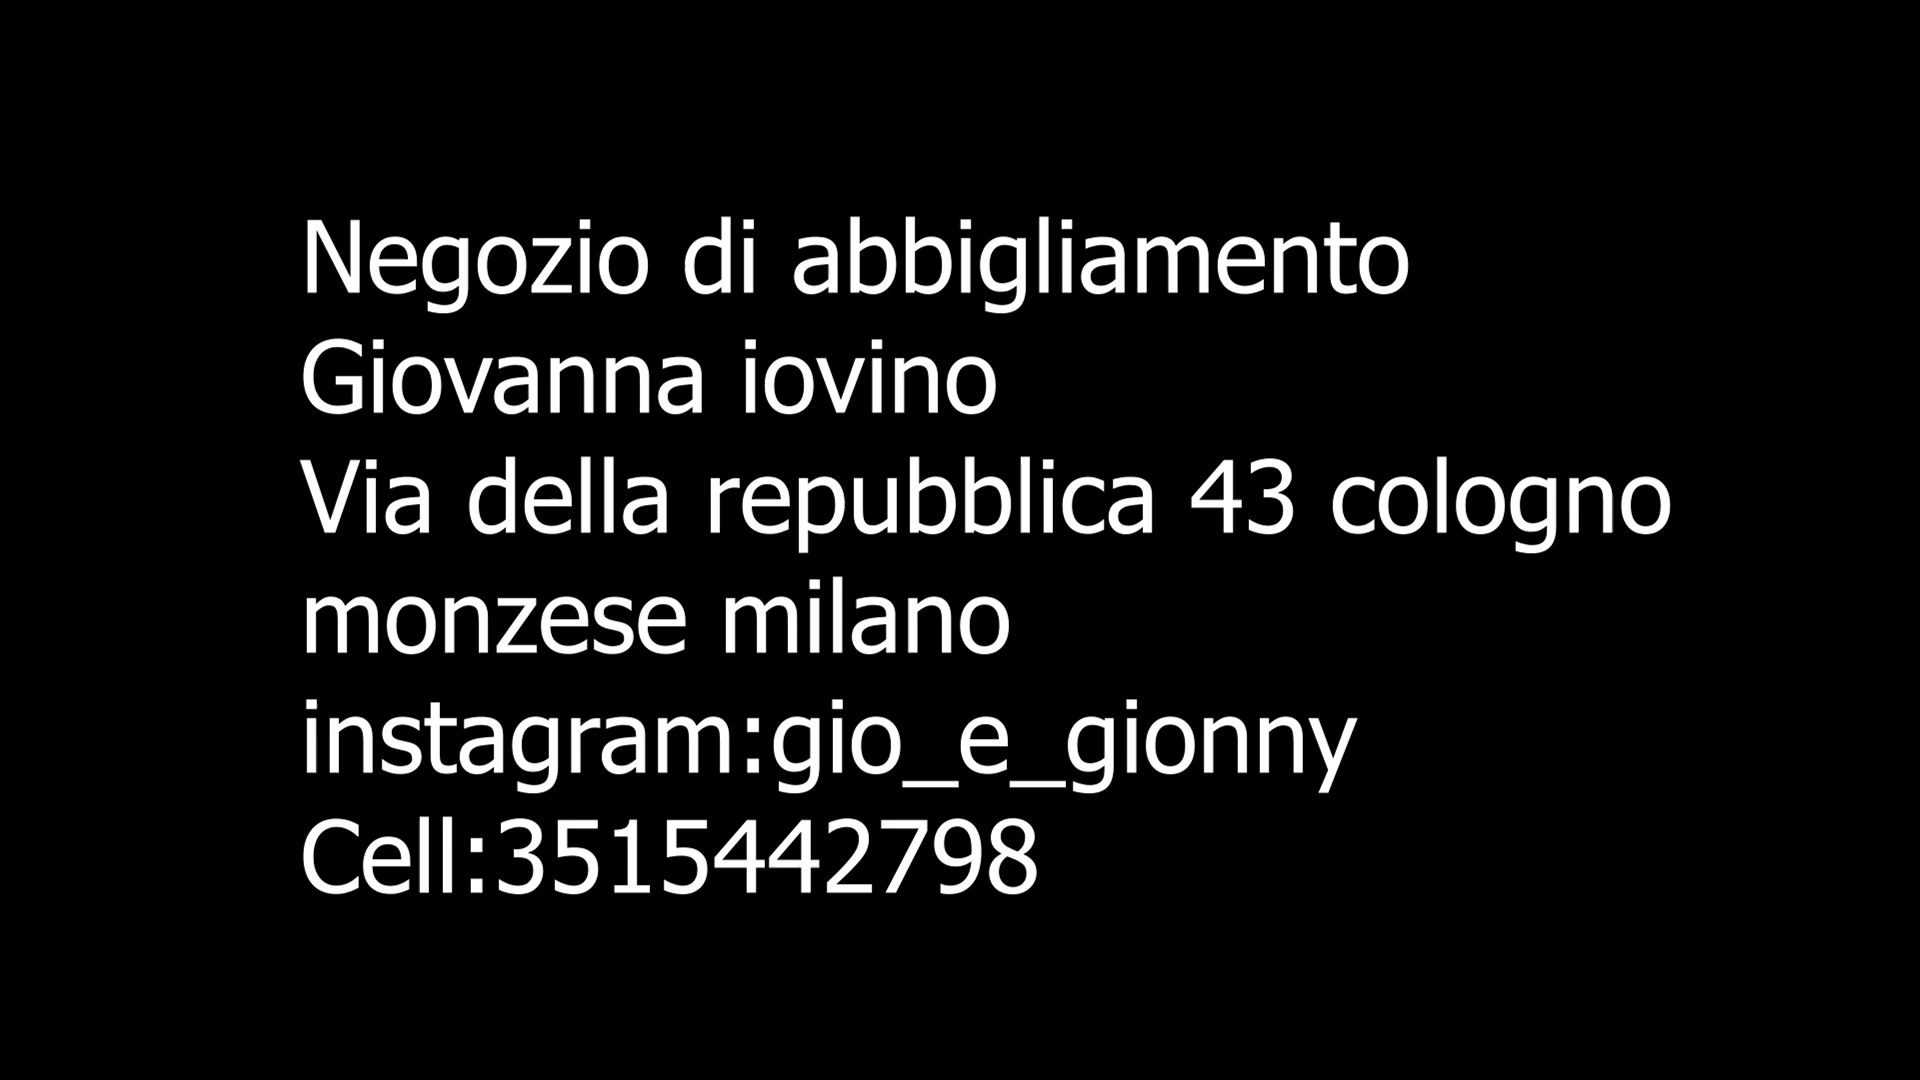 Negozio di abbigliamento
Giovanna iovino
Via della repubblica 43 cologno
monzese milano
instagram:gio_e_gionny
Cell:3515442798